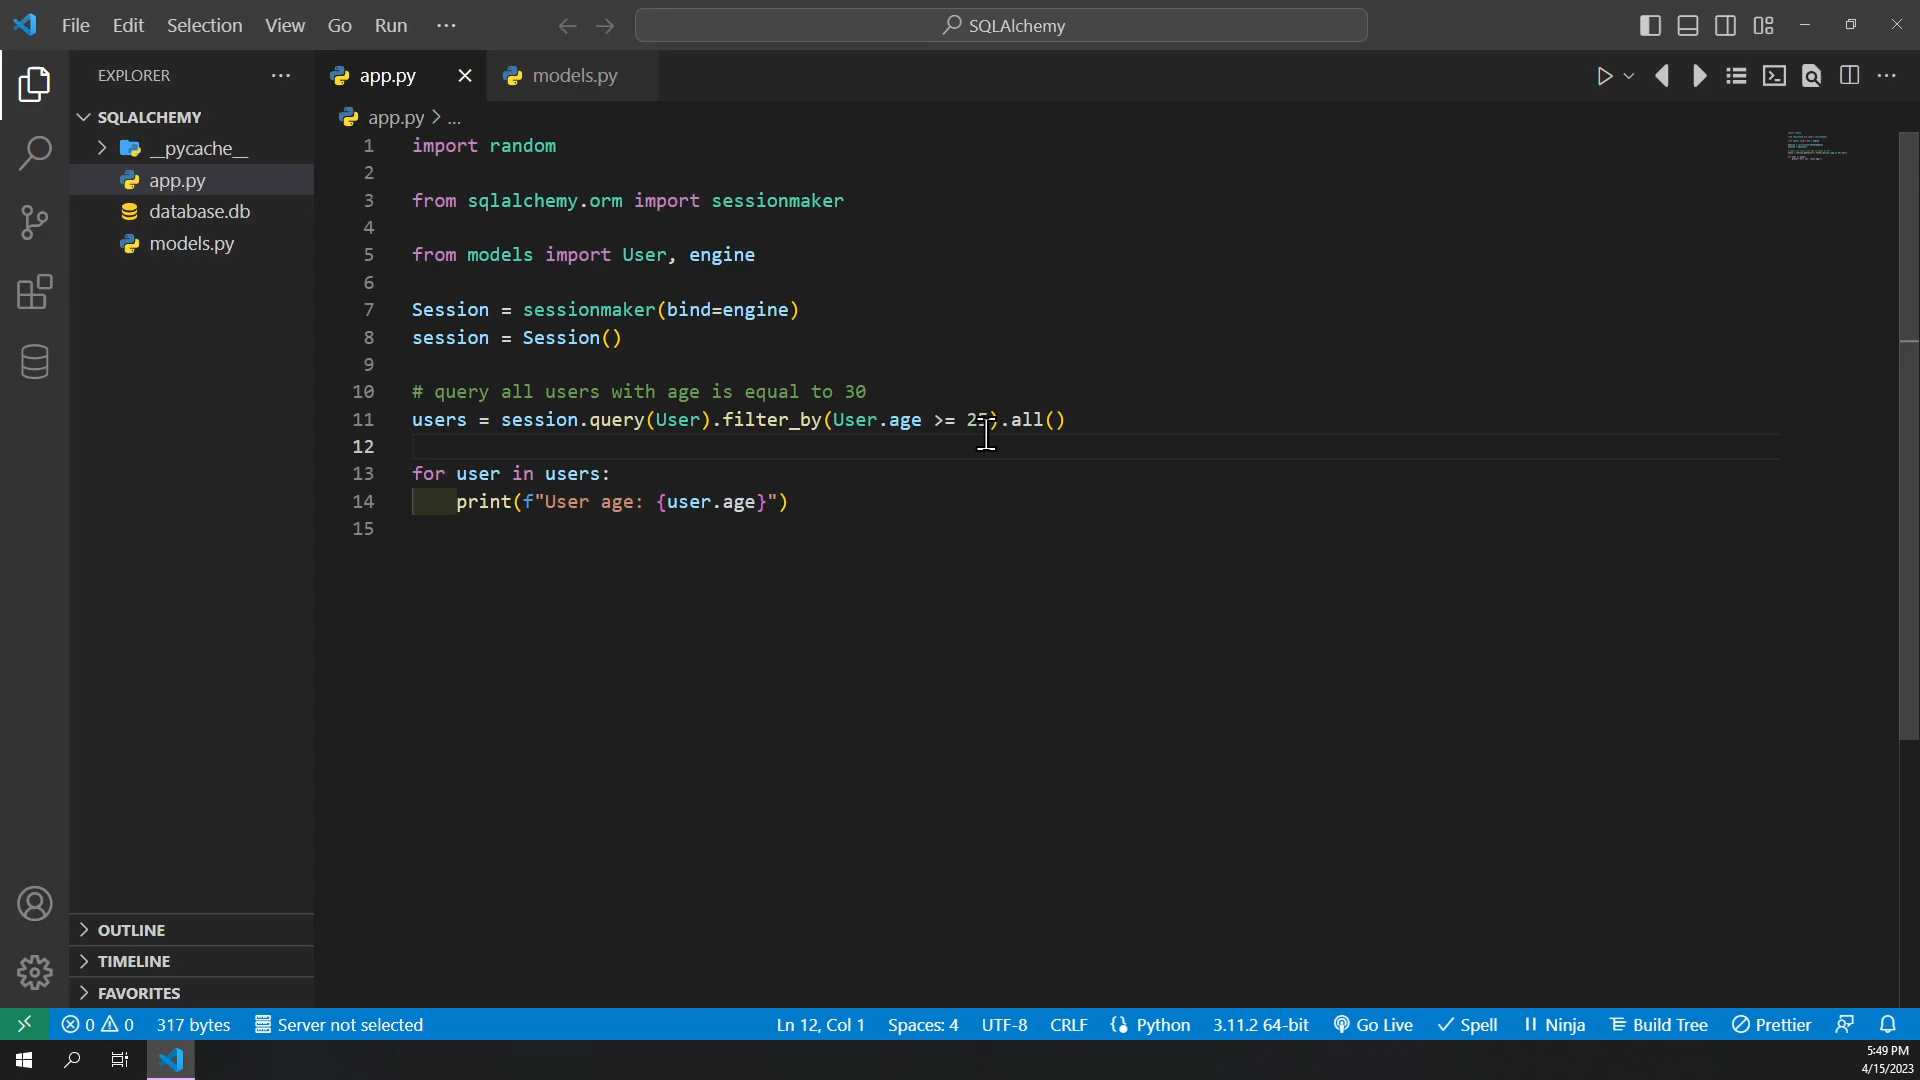 File Edit Selection View Go Run ···
SQLAlchemy
EXPLORER ···
SQLALCHEMY
__pycache__
app.py
database.db
models.py
OUTLINE
TIMELINE
FAVORITES
app.py models.py
app.py > ...
1 import random
2
3 from sqlalchemy.orm import sessionmaker
4
5 from models import User, engine
6
7 Session = sessionmaker(bind=engine)
8 session = Session()
9
10 # query all users with age is equal to 30
11 users = session.query(User).filter_by(User.age >= 25).all()
12
13 for user in users:
14 print(f"User age: {user.age}")
15
0 0 317 bytes Server not selected Ln 12, Col 1 Spaces: 4 UTF-8 CRLF Python 3.11.2 64-bit Go Live Spell Ninja Build Tree Prettier
5:49 PM
4/15/2023